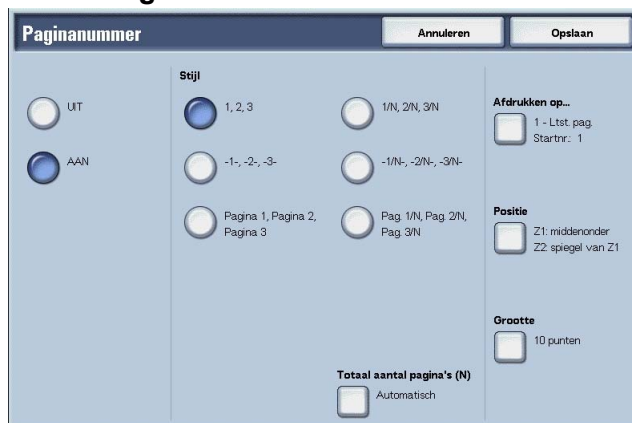 Paginanummer
Annuleren
Opslaan
UIT
AAN
Stijl
1, 2, 3
1/N, 2/N, 3/N
-1-, -2-, -3-
-1/N-, -2/N-, -3/N-
Pagina 1, Pagina 2,
Pagina 3
Pag. 1/N, Pag. 2/N,
Pag. 3/N
Totaal aantal pagina's (N)
Automatisch
Afdrukken op...
1 - Ltst. pag.
Startnr.: 1
Positie
Z1: middenonder
Z2: spiegel van Z1
Grootte
10 punten